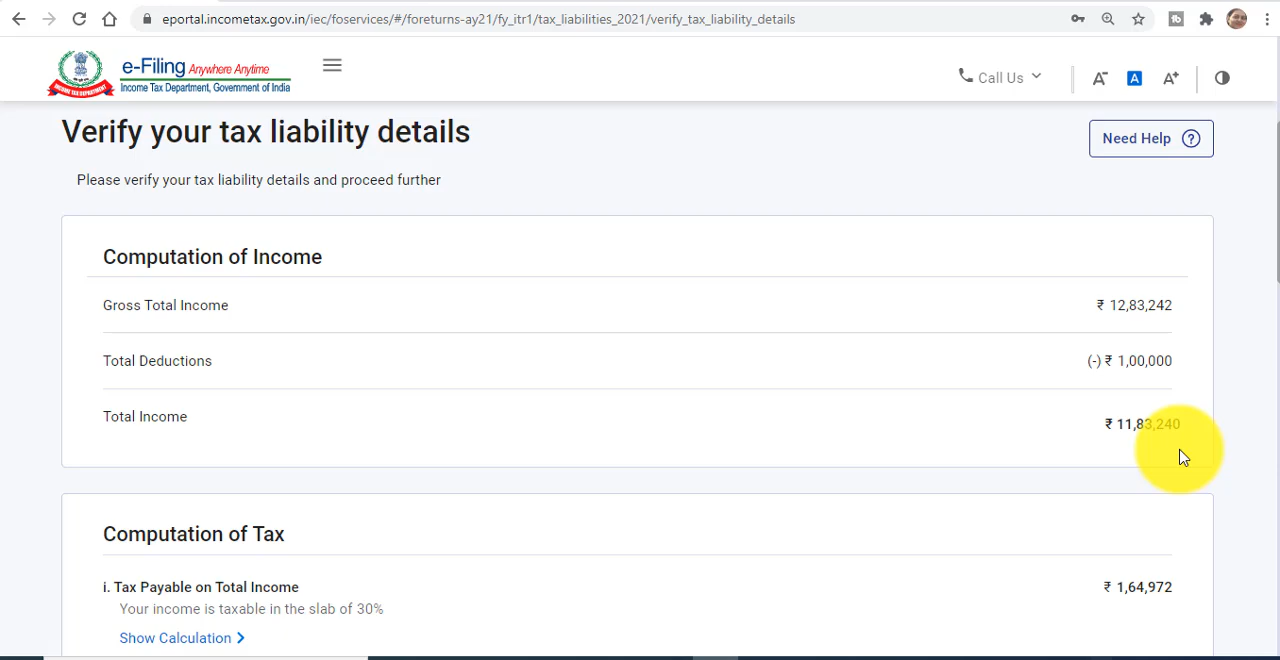 eportal.incometax.gov.in/iec/foservices/#/foreturns-ay21/fy_itr1/tax_liabilities_2021/verify_tax_liability_details
e-Filing Anywhere Anytime
Income Tax Department, Government of India
Call Us
A-
A
A+
Verify your tax liability details
Need Help ?
Please verify your tax liability details and proceed further
Computation of Income
Gross Total Income ₹ 12,83,242
Total Deductions (-) ₹ 1,00,000
Total Income ₹ 11,83,240
Computation of Tax
i. Tax Payable on Total Income ₹ 1,64,972
Your income is taxable in the slab of 30%
Show Calculation